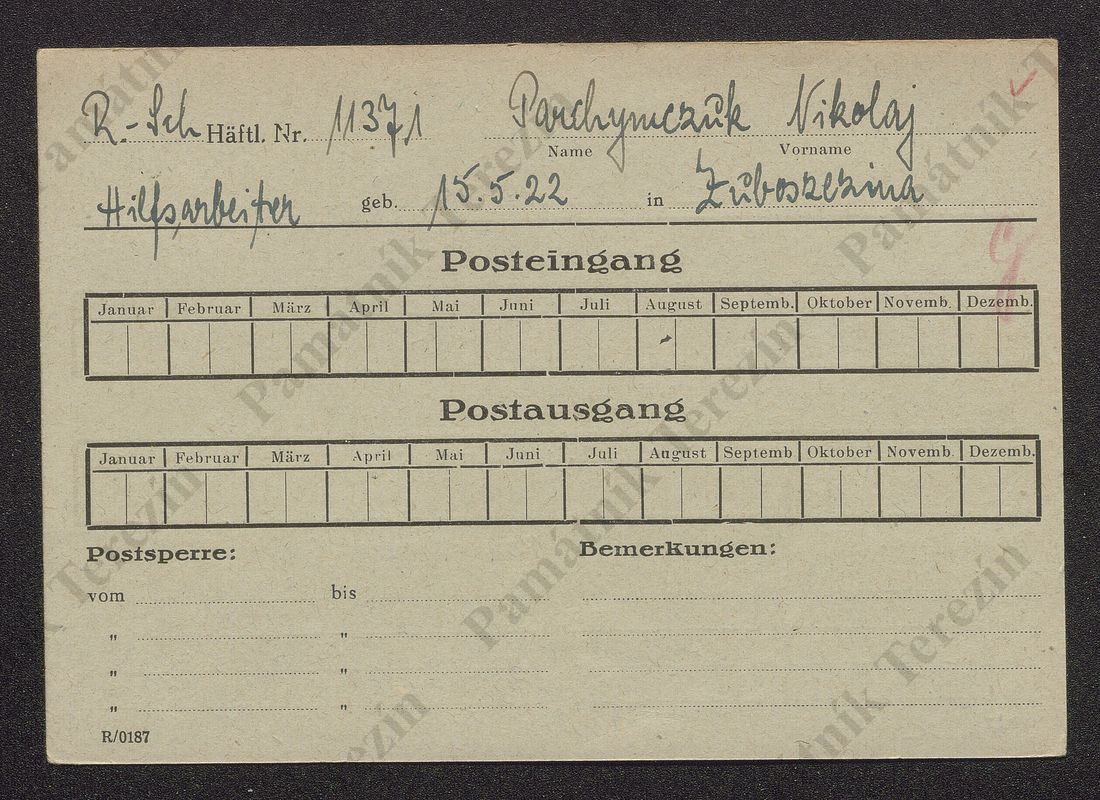 R.-Sch Häftl. Nr. 11371 Parchymczuk Nikolaj
Name Vorname
Hilfsarbeiter geb. 15.5.22 in Zuboszczina
Posteingang
Januar Februar März April Mai Juni Juli August Septemb. Oktober Novemb. Dezemb.
Postausgang
Januar Februar März April Mai Juni Juli August Septemb Oktober Novemb. Dezemb.
Postsperre: Bemerkungen:
vom bis
" "
" "
" "
R/0187
Památník Terezín